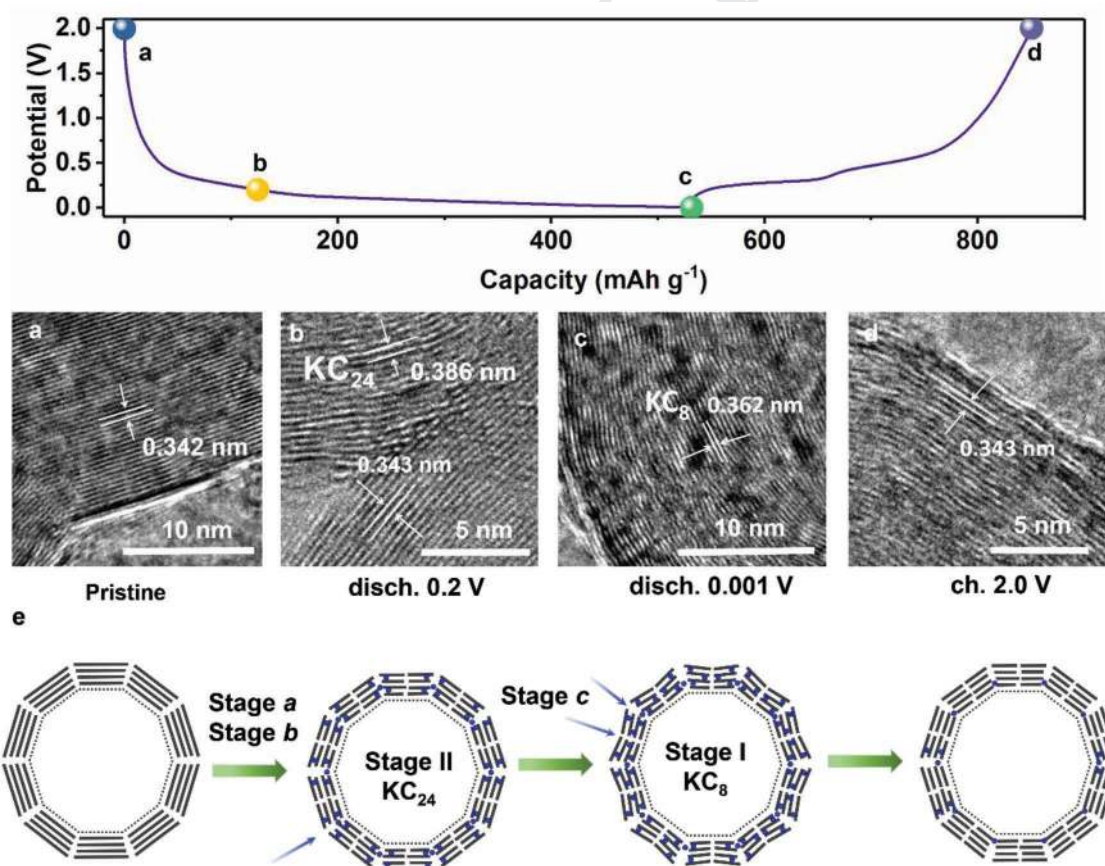 2.0
1.5
1.0
0.5
0.0
Potential (V)
a
b
c
d
0
200
400
600
800
Capacity (mAh g⁻¹)
a
0.342 nm
10 nm
b
KC₂₄
0.386 nm
0.343 nm
5 nm
c
KC₈
0.362 nm
10 nm
d
0.343 nm
5 nm
Pristine
disch. 0.2 V
disch. 0.001 V
ch. 2.0 V
e
Stage a
Stage b
Stage II
KC₂₄
Stage c
Stage I
KC₈